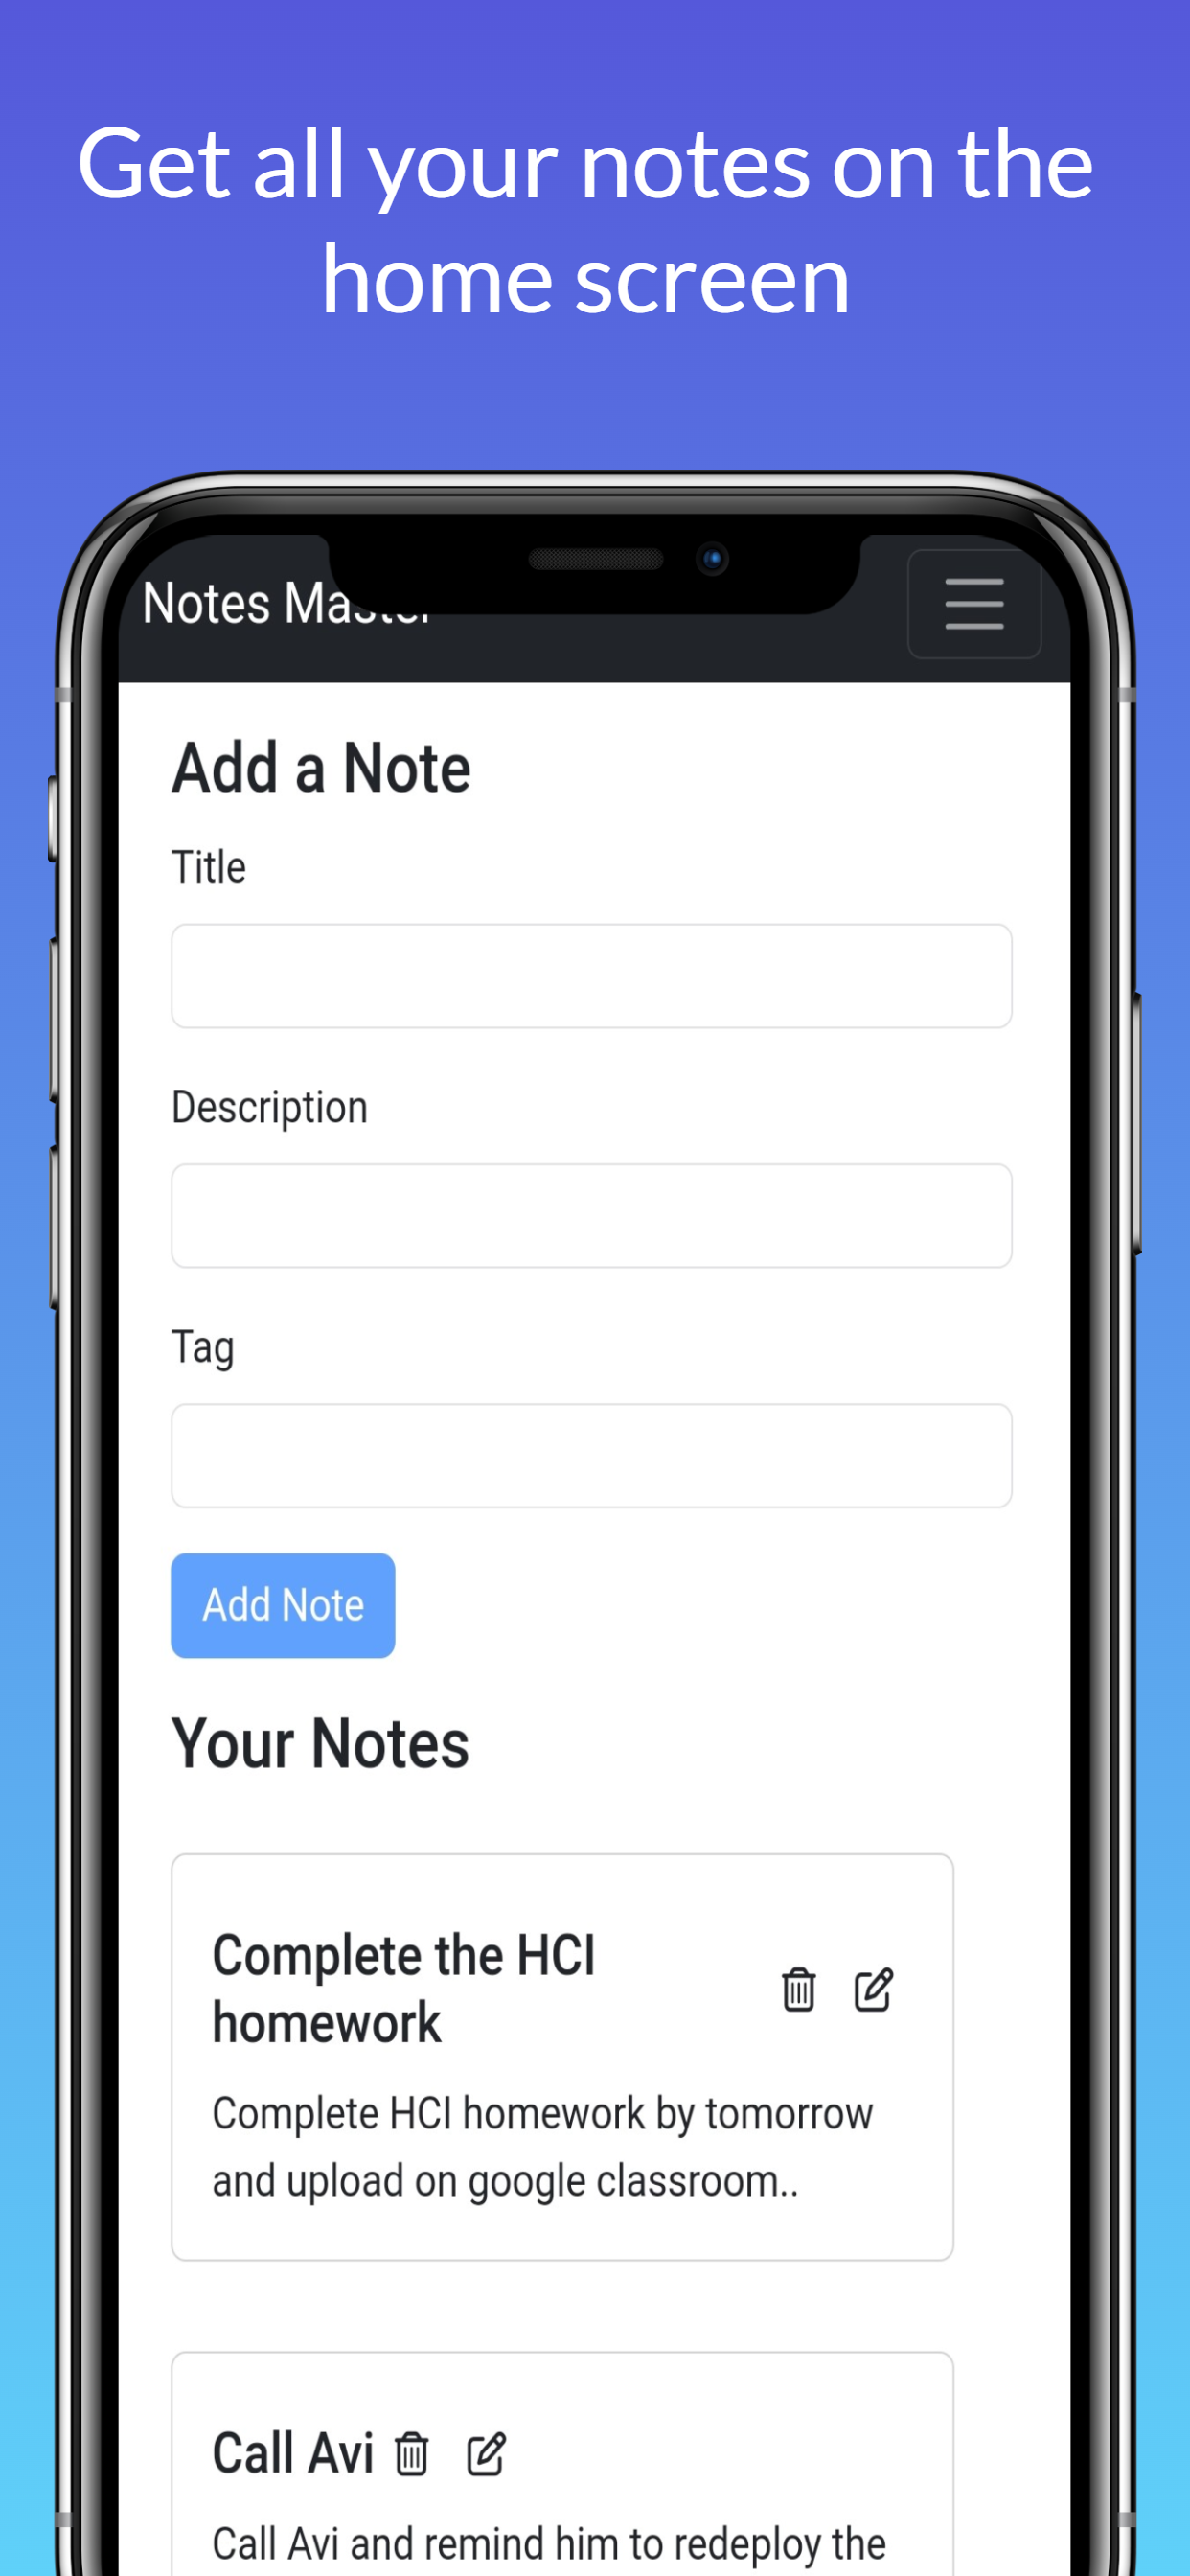 Get all your notes on the
home screen
Notes Master
Add a Note
Title
Description
Tag
Add Note
Your Notes
Complete the HCI
homework
Complete HCI homework by tomorrow
and upload on google classroom..
Call Avi
Call Avi and remind him to redeploy the